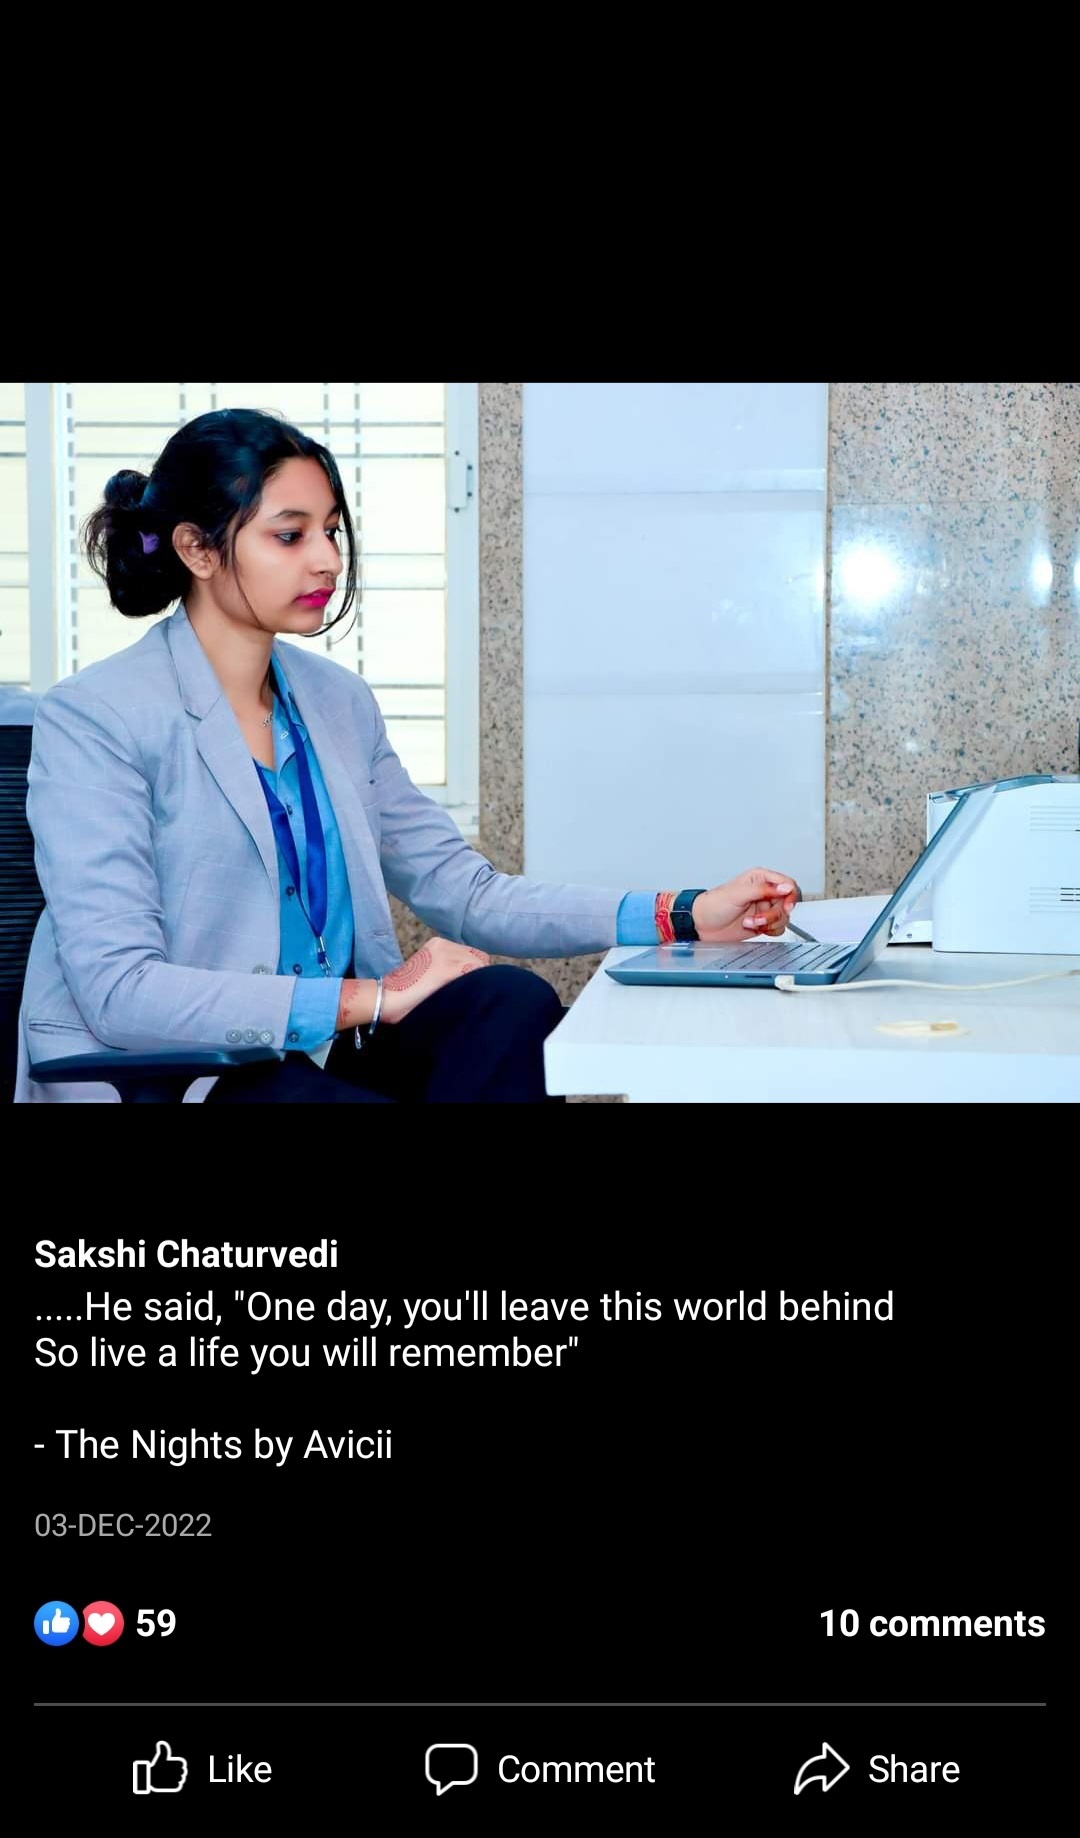 Sakshi Chaturvedi
.....He said, "One day, you'll leave this world behind
So live a life you will remember"
- The Nights by Avicii
03-DEC-2022
59
10 comments
Like
Comment
Share